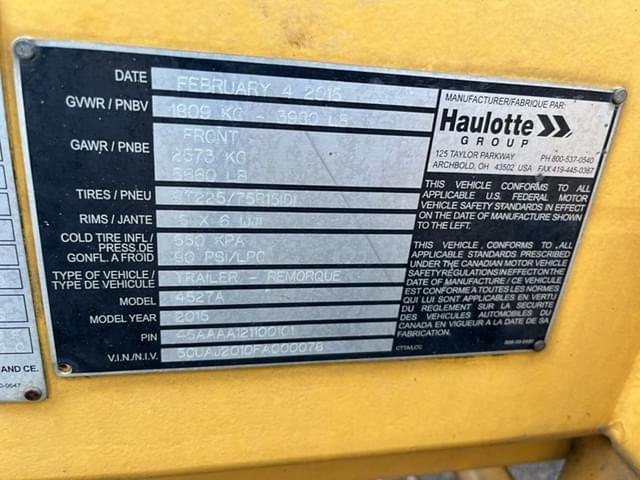 DATE FEBRUARY 4 2015
GVWR / PNBV 1809 KG 3990 LB
GAWR / PNBE FRONT
2573 KG
LB
TIRES / PNEU
RIMS / JANTE X 6
COLD TIRE INFL / PRESS.DE GONFL. A FROID 550 KPA
80 PSI/LPC
TYPE OF VEHICLE / TYPE DE VEHICULE TRAILER / REMORQUE
MODEL 4527A
MODEL YEAR 2015
PIN
V.I.N./N.I.V.
MANUFACTURER/FABRIQUE PAR:
Haulotte
GROUP
125 TAYLOR PARKWAY PH 800-537-0540
ARCHBOLD, OH 43502 USA FAX 419-445-0367
THIS VEHICLE CONFORMS TO ALL
APPLICABLE U.S. FEDERAL MOTOR
VEHICLE SAFETY STANDARDS IN EFFECT
ON THE DATE OF MANUFACTURE SHOWN
TO THE LEFT.
THIS VEHICLE CONFORMS TO ALL
APPLICABLE STANDARDS PRESCRIBED
UNDER THE CANADIAN MOTOR VEHICLE
SAFETY REGULATIONS IN EFFECT ON THE
DATE OF MANUFACTURE / CE VEHICULE
EST CONFORME A TOUTES LES NORMES
QUI LUI SONT APPLICABLES EN VERTU
DU REGLEMENT SUR LA SECURITE
DES VEHICULES AUTOMOBILES DU
CANADA EN VIGUEUR A LA DATE DE SA
FABRICATION.
AND CE.